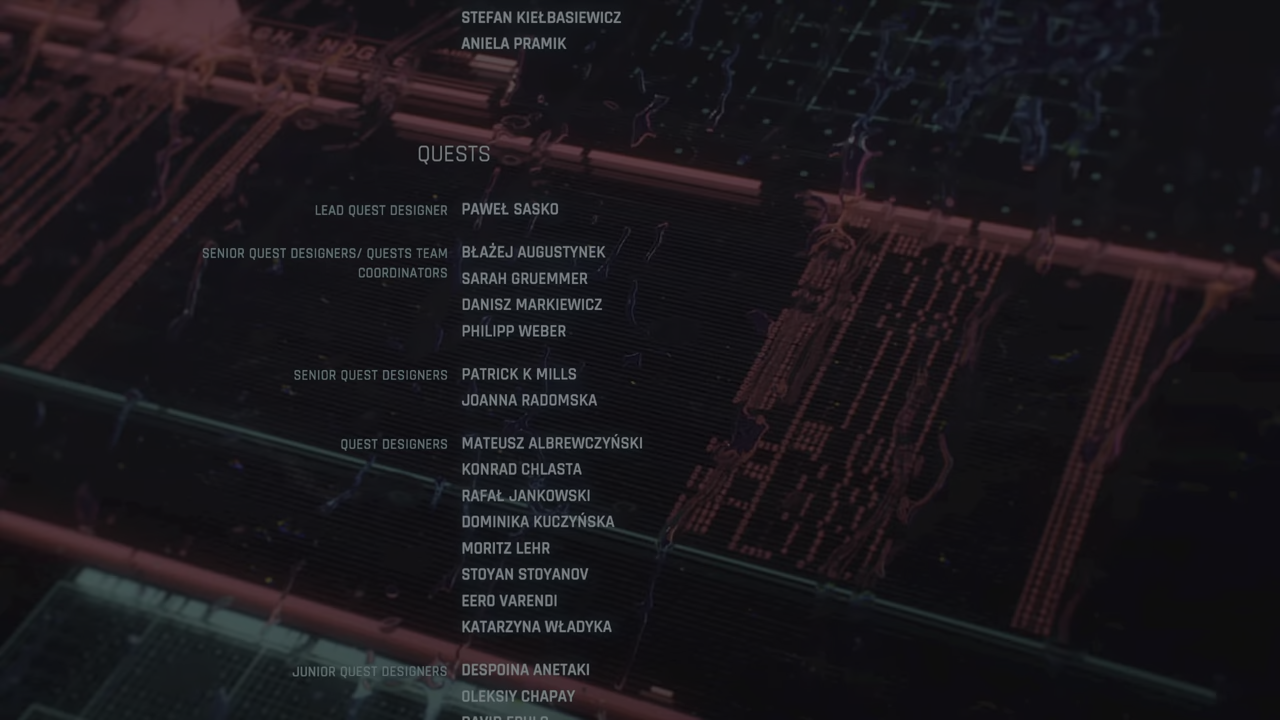 STEFAN KIEŁBASIEWICZ
ANIELA PRAMIK
QUESTS
LEAD QUEST DESIGNER PAWEŁ SASKO
SENIOR QUEST DESIGNERS/ QUESTS TEAM COORDINATORS BŁAŻEJ AUGUSTYNEK
SARAH GRUEMMER
DANISZ MARKIEWICZ
PHILIPP WEBER
SENIOR QUEST DESIGNERS PATRICK K MILLS
JOANNA RADOMSKA
QUEST DESIGNERS MATEUSZ ALBREWCZYŃSKI
KONRAD CHLASTA
RAFAŁ JANKOWSKI
DOMINIKA KUCZYŃSKA
MORITZ LEHR
STOYAN STOYANOV
EERO VARENDI
KATARZYNA WŁADYKA
JUNIOR QUEST DESIGNERS DESPOINA ANETAKI
OLEKSIY CHAPAY